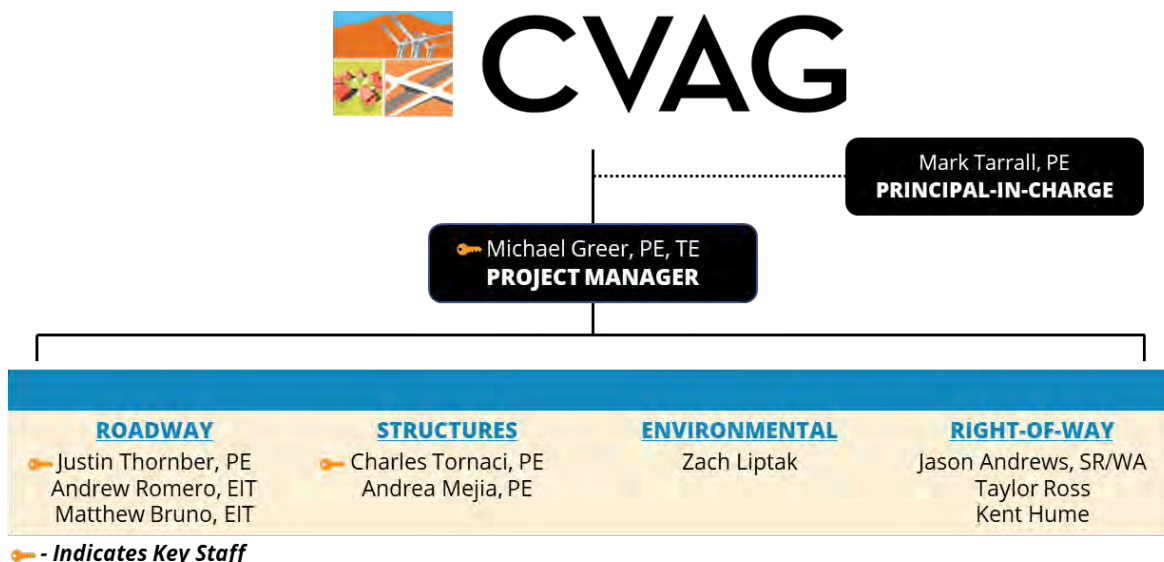 CVAG
Mark Tarrall, PE
PRINCIPAL-IN-CHARGE
Michael Greer, PE, TE
PROJECT MANAGER
ROADWAY
Justin Thornber, PE
Andrew Romero, EIT
Matthew Bruno, EIT
STRUCTURES
Charles Tornaci, PE
Andrea Mejia, PE
ENVIRONMENTAL
Zach Liptak
RIGHT-OF-WAY
Jason Andrews, SR/WA
Taylor Ross
Kent Hume
- Indicates Key Staff